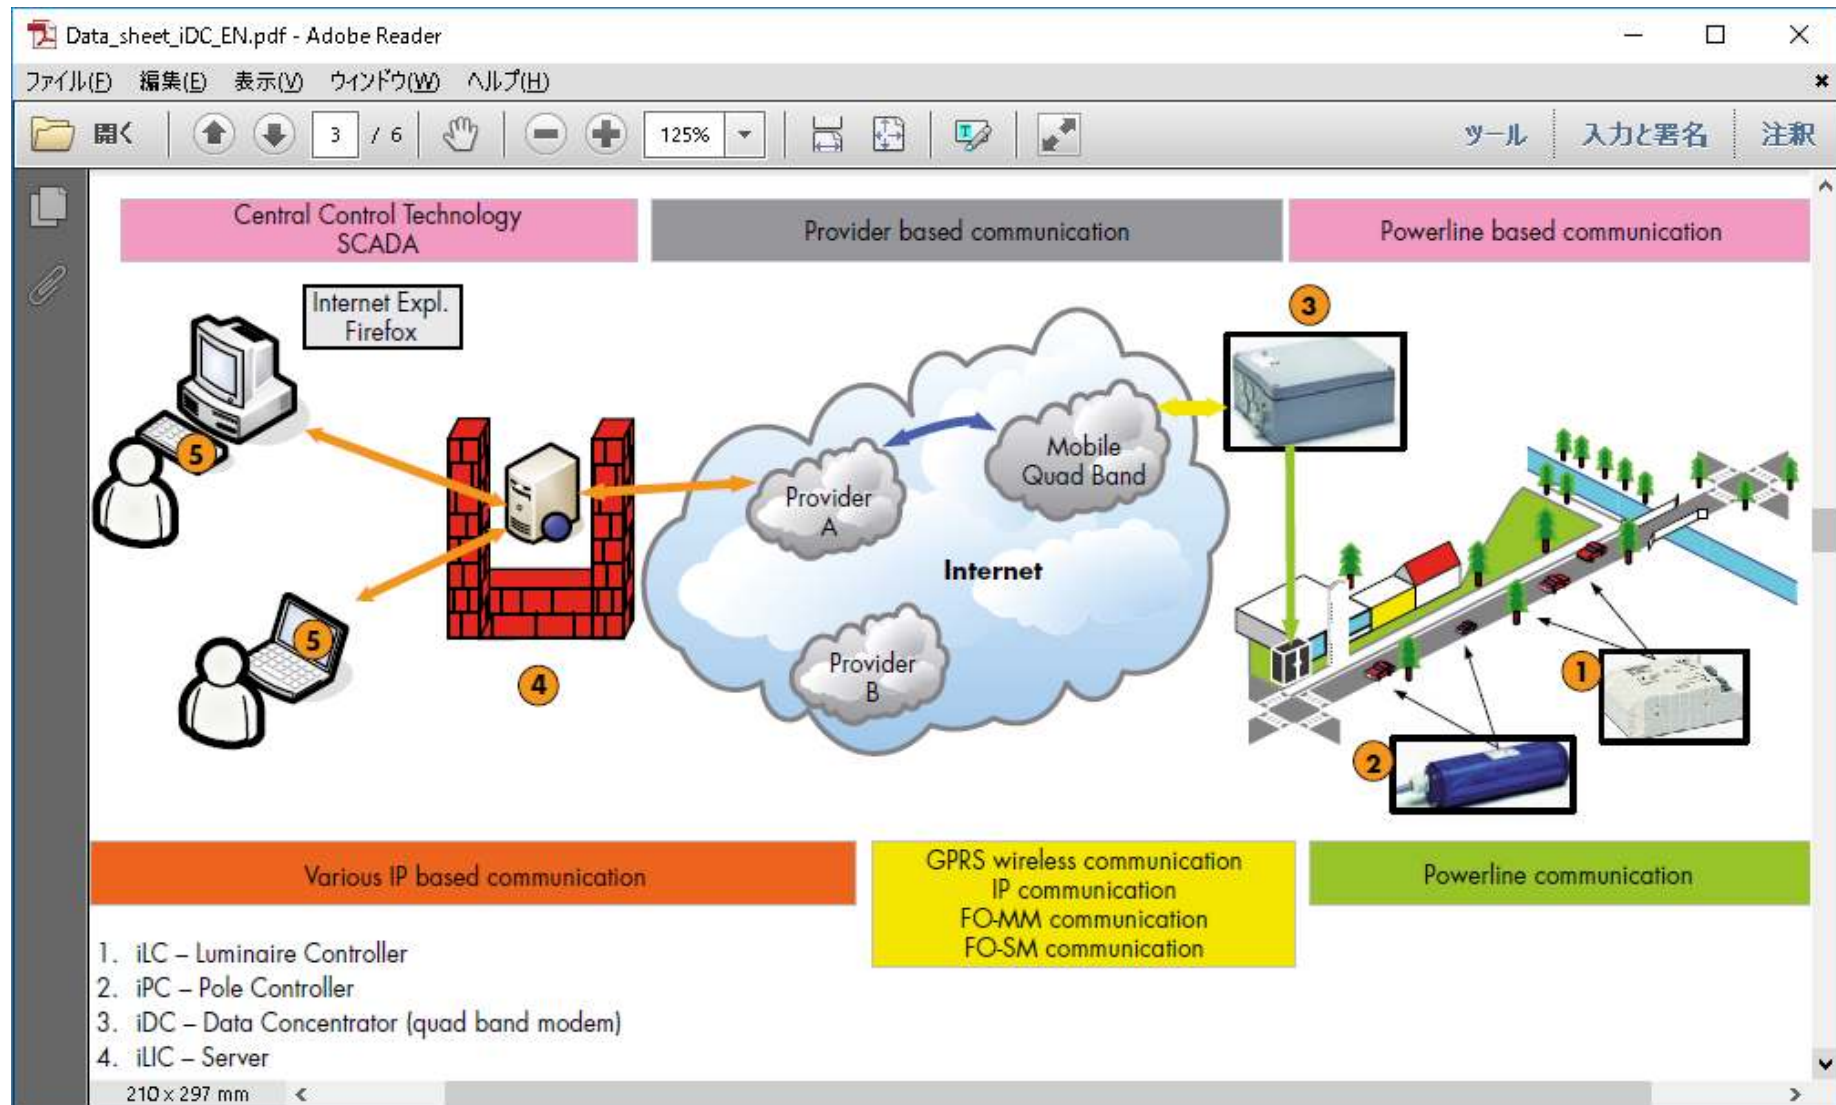 Data_sheet_iDC_EN.pdf - Adobe Reader
ファイル(F) 編集(E) 表示(V) ウィンドウ(W) ヘルプ(H)
開く 3 / 6 125% ツール 入力と署名 注釈
Central Control Technology
SCADA
Provider based communication
Powerline based communication
Internet Expl.
Firefox
3
5
Mobile
Quad Band
Provider
A
Internet
5
4
Provider
B
1
2
Various IP based communication
GPRS wireless communication
IP communication
FO-MM communication
FO-SM communication
Powerline communication
1. iLC – Luminaire Controller
2. iPC – Pole Controller
3. iDC – Data Concentrator (quad band modem)
4. iLIC – Server
210 x 297 mm